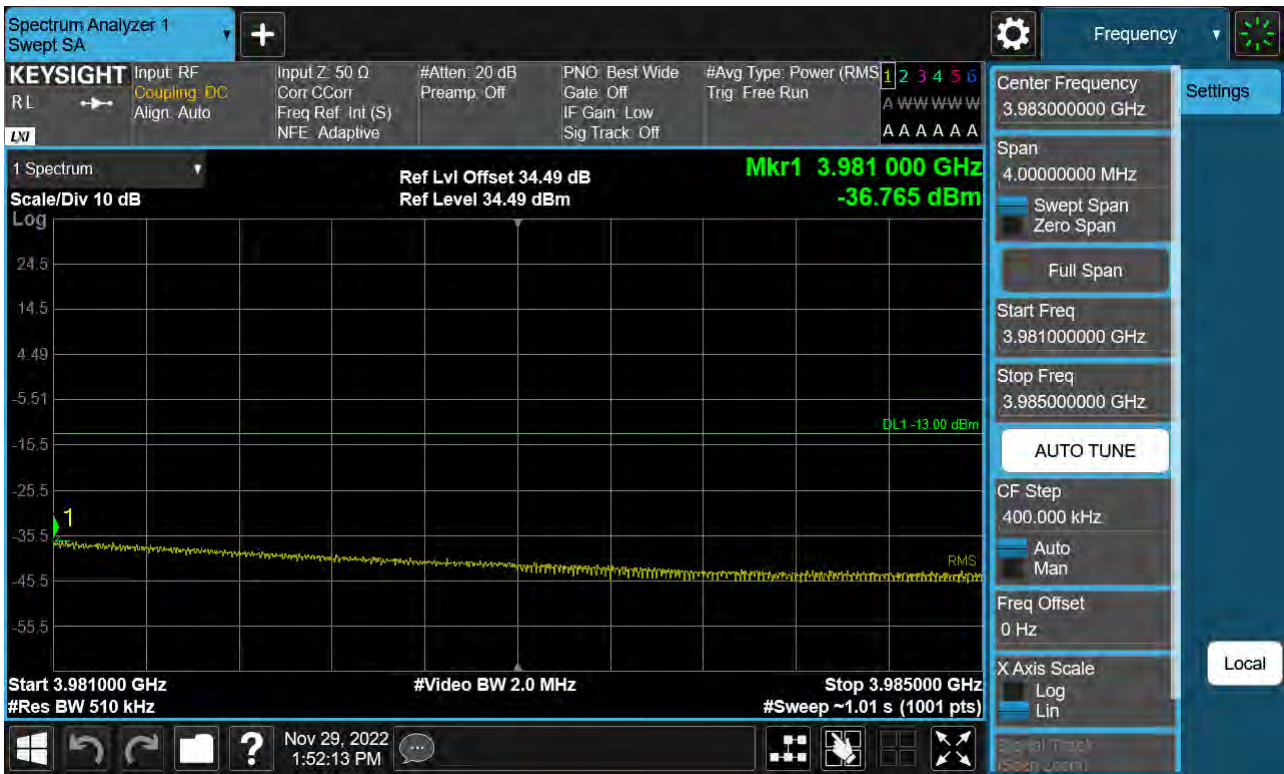 Spectrum Analyzer 1
Swept SA
+
Frequency
KEYSIGHT
R L
LXI
Input: RF
Coupling: DC
Align: Auto
Input Z: 50 Ω
Corr CCorr
Freq Ref: Int (S)
NFE: Adaptive
#Atten: 20 dB
Preamp: Off
PNO: Best Wide
Gate: Off
IF Gain: Low
Sig Track: Off
#Avg Type: Power (RMS
Trig: Free Run
1 2 3 4 5 6
A W W W W W
A A A A A A
1 Spectrum
Scale/Div 10 dB
Log
Ref Lvl Offset 34.49 dB
Ref Level 34.49 dBm
Mkr1 3.981 000 GHz
-36.765 dBm
24.5
14.5
4.49
-5.51
DL1 -13.00 dBm
-15.5
-25.5
1
-35.5
RMS
-45.5
-55.5
Start 3.981000 GHz
#Res BW 510 kHz
#Video BW 2.0 MHz
Stop 3.985000 GHz
#Sweep ~1.01 s (1001 pts)
Center Frequency
3.983000000 GHz
Span
4.00000000 MHz
Swept Span
Zero Span
Full Span
Start Freq
3.981000000 GHz
Stop Freq
3.985000000 GHz
AUTO TUNE
CF Step
400.000 kHz
Auto
Man
Freq Offset
0 Hz
X Axis Scale
Log
Lin
Signal Track
(Span Zoom)
Settings
Local
?
Nov 29, 2022
1:52:13 PM